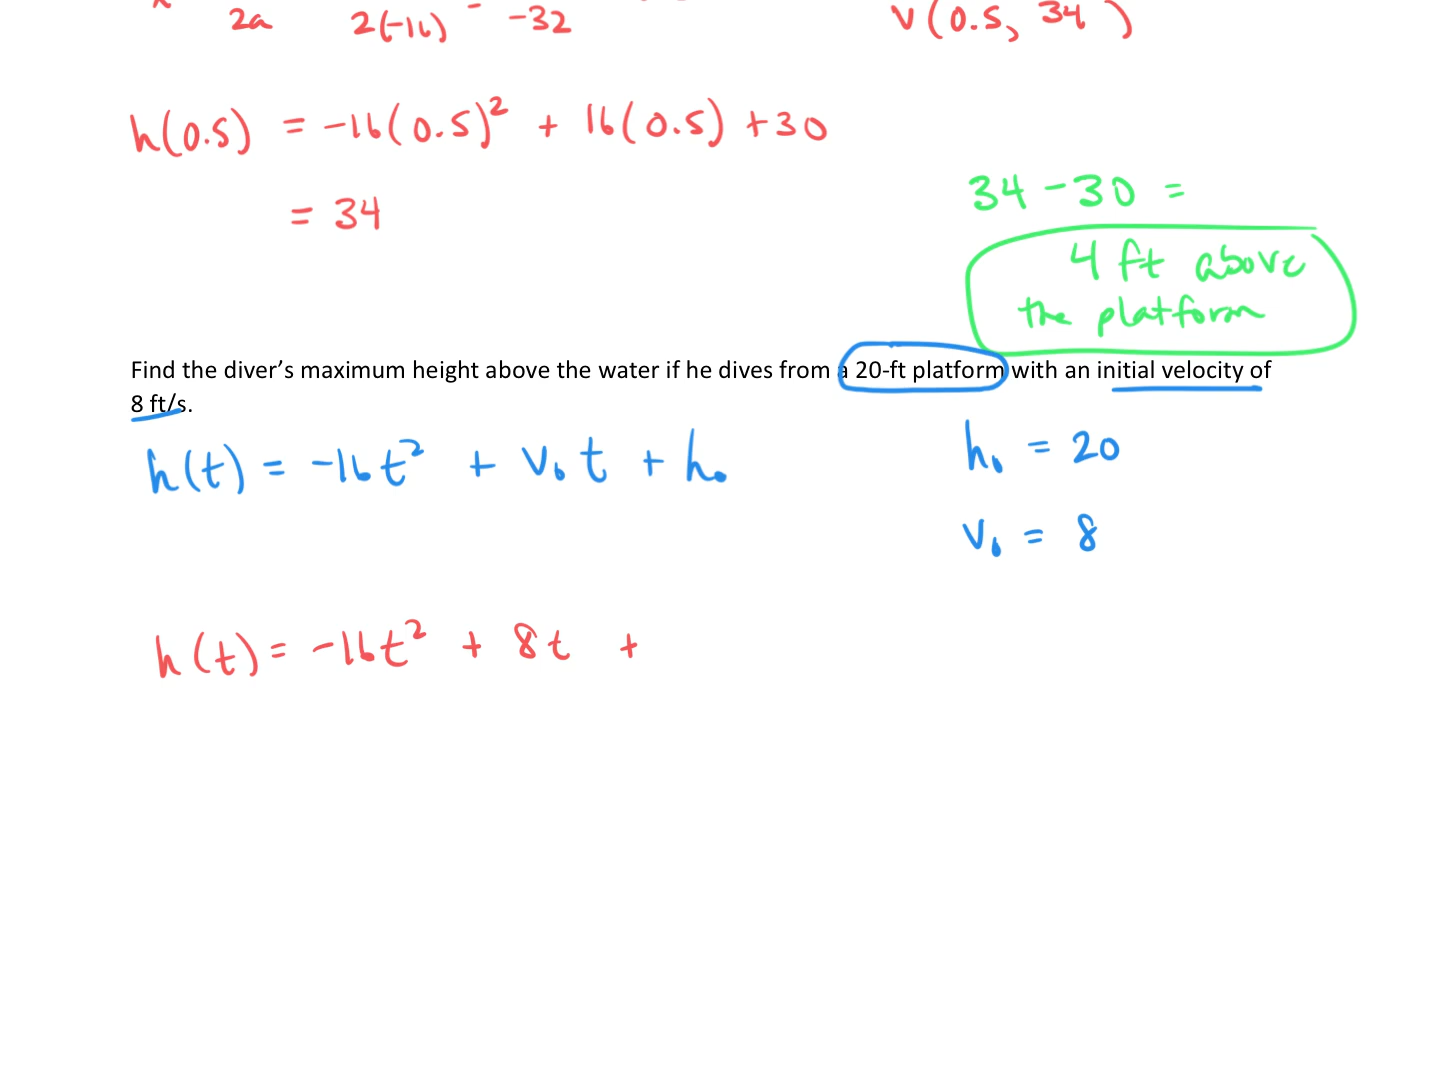 2a 2(-16) = -32 V(0.5, 34)
h(0.5) = -16(0.5)² + 16(0.5) +30
= 34
34 - 30 =
4 ft above
the platform
Find the diver's maximum height above the water if he dives from a 20-ft platform with an initial velocity of
8 ft/s.
h(t) = -16t² + v₀t + h₀
h₀ = 20
v₀ = 8
h(t) = -16t² + 8t +